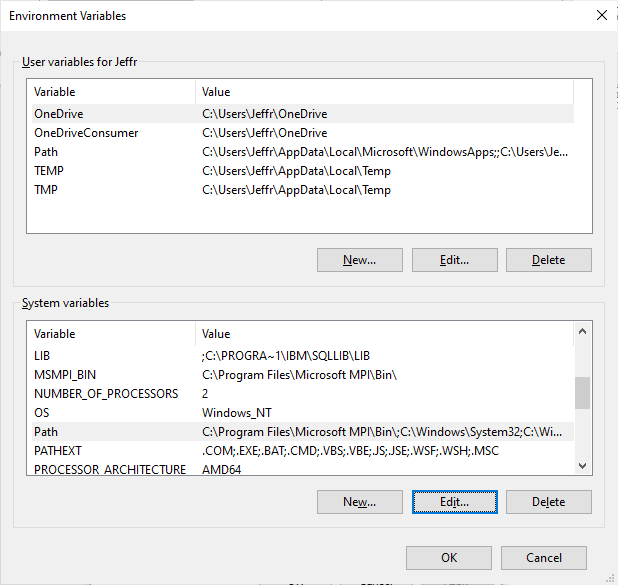 Environment Variables
User variables for Jeffr
Variable Value
OneDrive C:\Users\Jeffr\OneDrive
OneDriveConsumer C:\Users\Jeffr\OneDrive
Path C:\Users\Jeffr\AppData\Local\Microsoft\WindowsApps;;C:\Users\Je...
TEMP C:\Users\Jeffr\AppData\Local\Temp
TMP C:\Users\Jeffr\AppData\Local\Temp
New... Edit... Delete
System variables
Variable Value
LIB ;C:\PROGRA~1\IBM\SQLLIB\LIB
MSMPI_BIN C:\Program Files\Microsoft MPI\Bin\
NUMBER_OF_PROCESSORS 2
OS Windows_NT
Path C:\Program Files\Microsoft MPI\Bin\;C:\Windows\System32;C:\Wi...
PATHEXT .COM;.EXE;.BAT;.CMD;.VBS;.VBE;.JS;.JSE;.WSF;.WSH;.MSC
PROCESSOR_ARCHITECTURE AMD64
New... Edit... Delete
OK Cancel